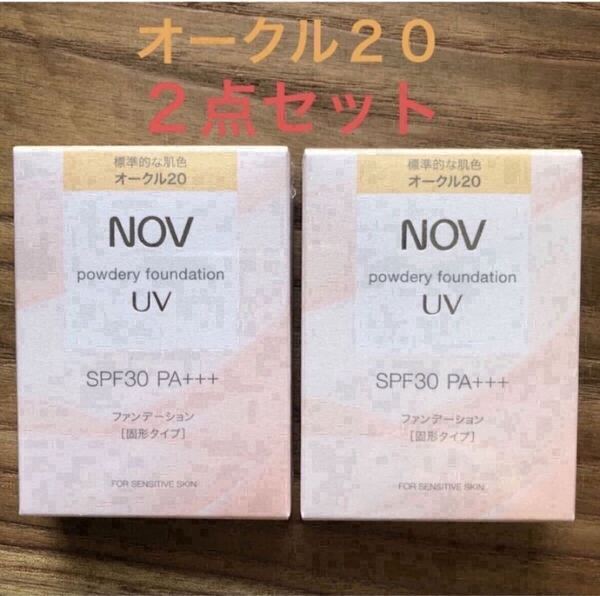 オークル２０
２点セット
標準的な肌色
オークル20
NOV
powdery foundation
UV
SPF30 PA+++
ファンデーション
［固形タイプ］
FOR SENSITIVE SKIN
標準的な肌色
オークル20
NOV
powdery foundation
UV
SPF30 PA+++
ファンデーション
［固形タイプ］
FOR SENSITIVE SKIN